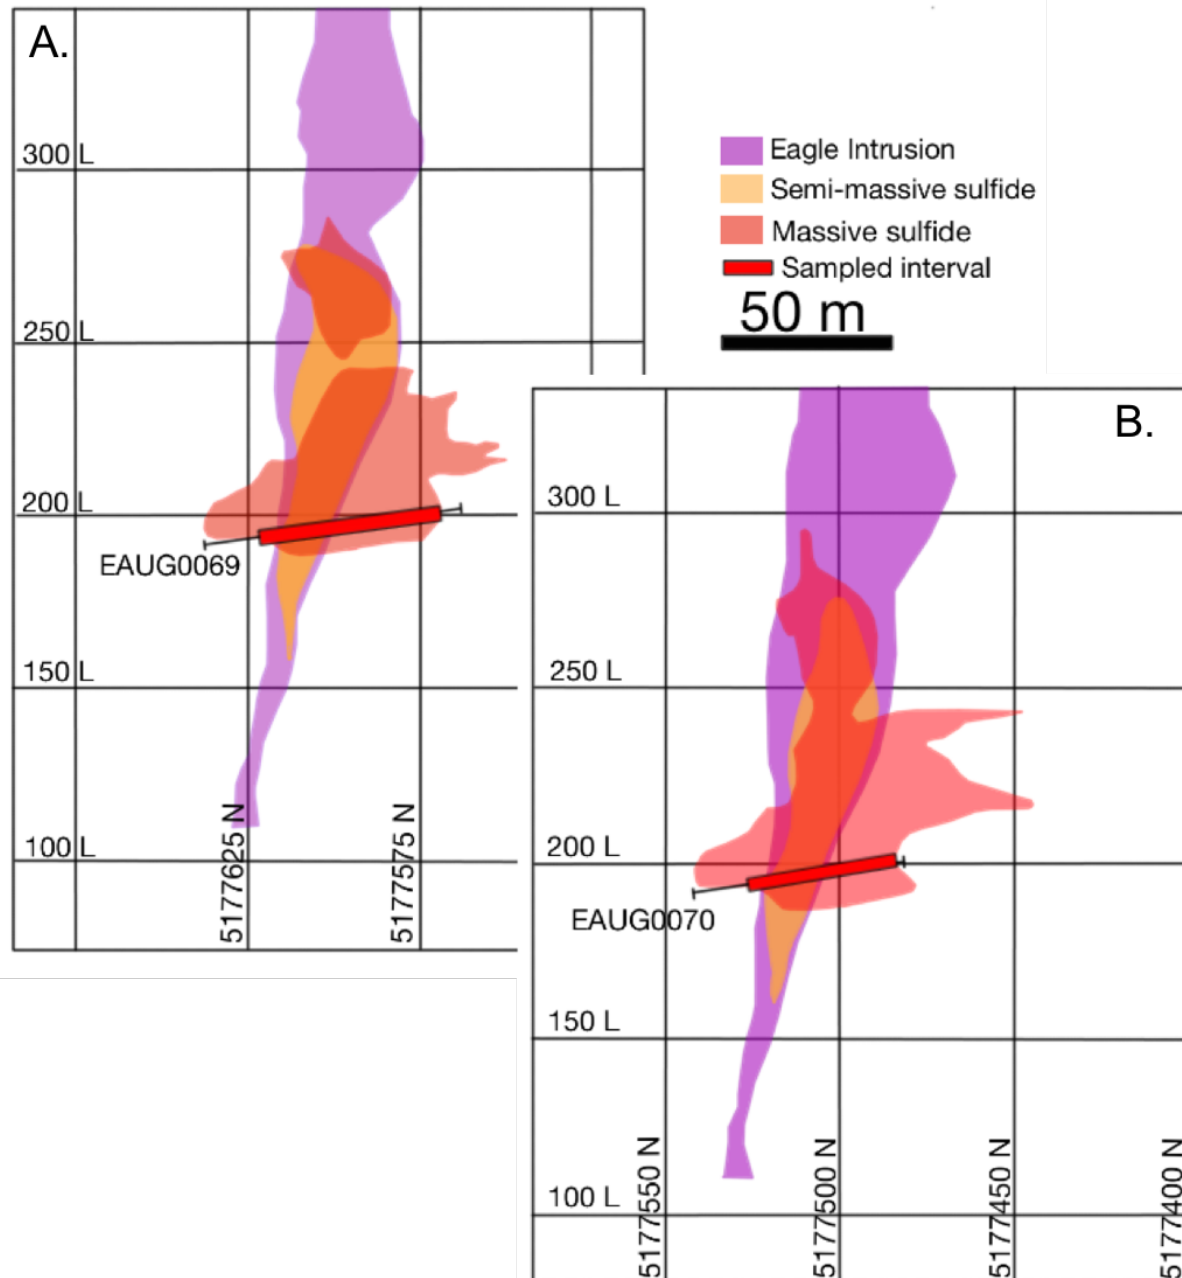 A.
300 L
250 L
200 L
EAUG0069
150 L
100 L
5177625 N
5177575 N
Eagle Intrusion
Semi-massive sulfide
Massive sulfide
Sampled interval
50 m
B.
300 L
250 L
200 L
EAUG0070
150 L
100 L
5177550 N
5177500 N
5177450 N
5177400 N